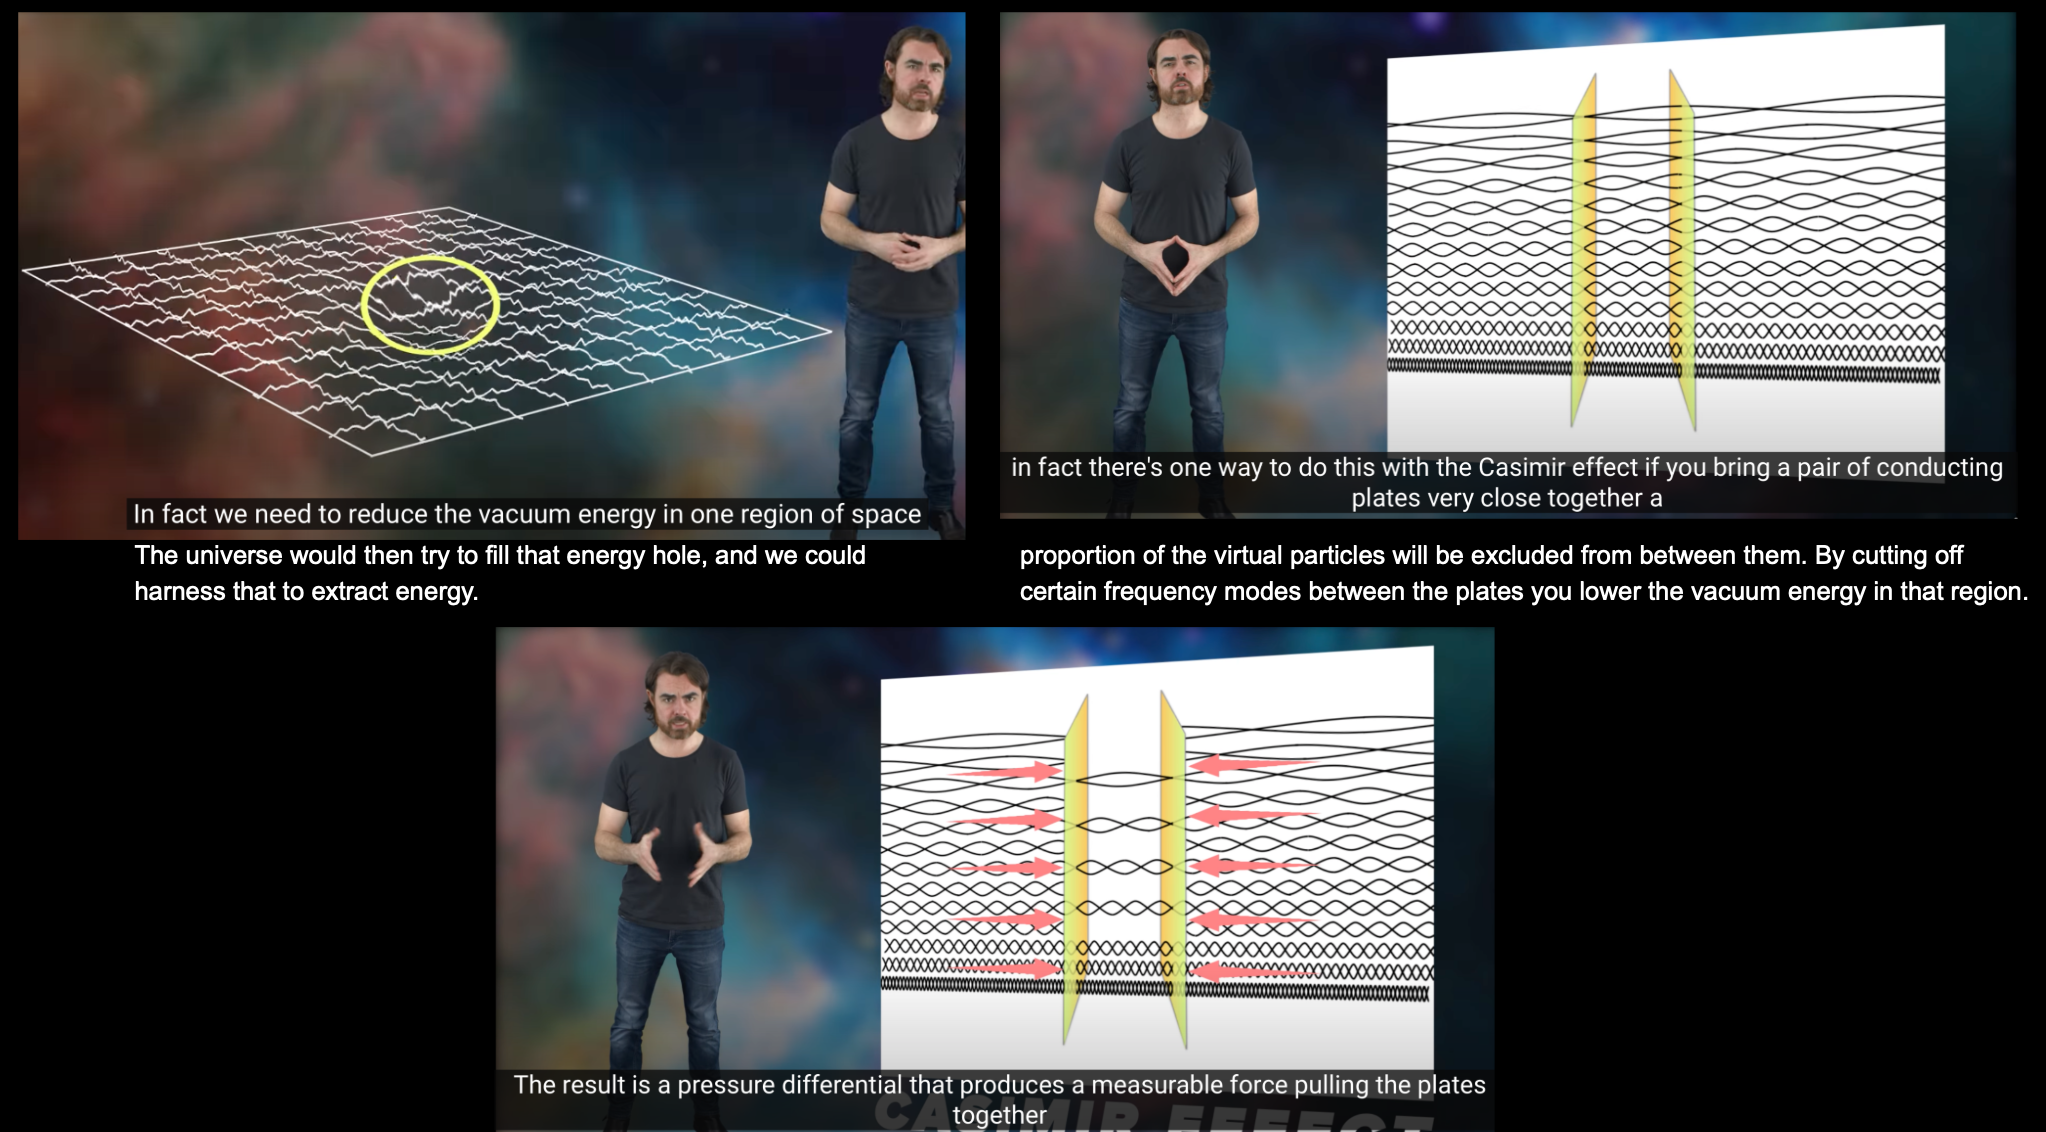 In fact we need to reduce the vacuum energy in one region of space
The universe would then try to fill that energy hole, and we could
harness that to extract energy.
in fact there's one way to do this with the Casimir effect if you bring a pair of conducting
plates very close together a
proportion of the virtual particles will be excluded from between them. By cutting off
certain frequency modes between the plates you lower the vacuum energy in that region.
The result is a pressure differential that produces a measurable force pulling the plates
together
CASIMIR EFFECT